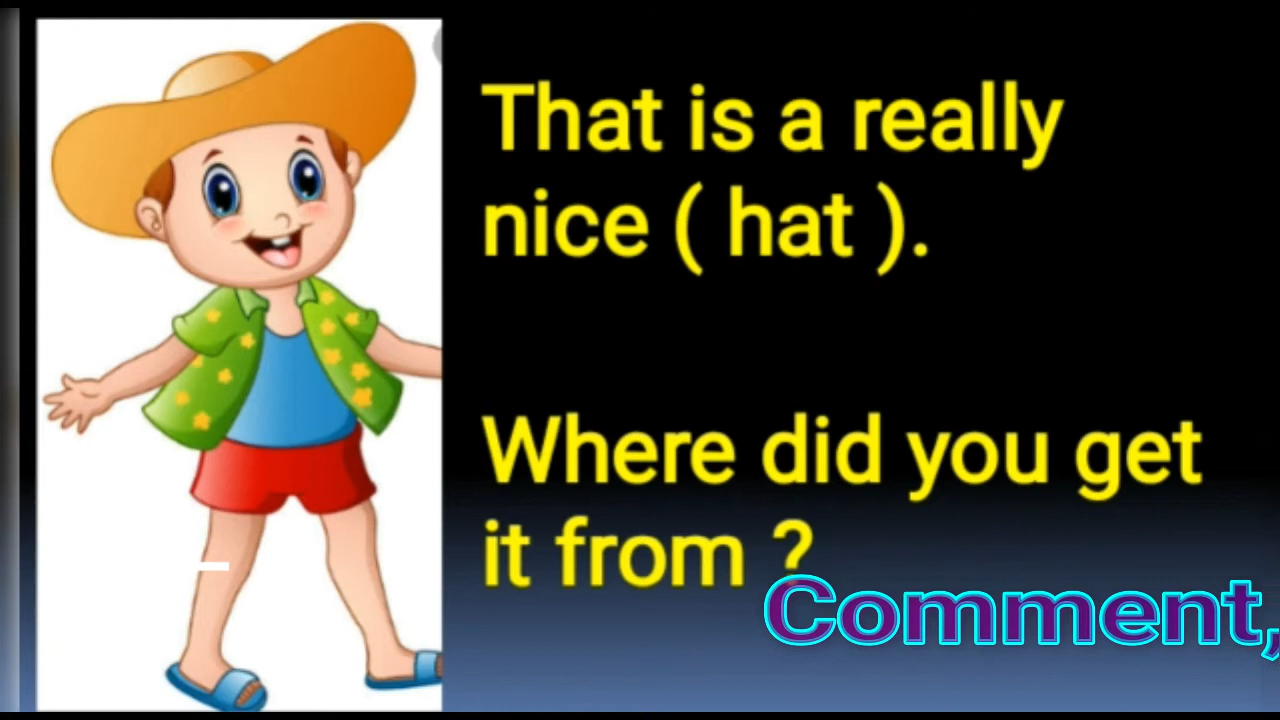 That is a really
nice ( hat ).
Where did you get
it from ?
Comment,